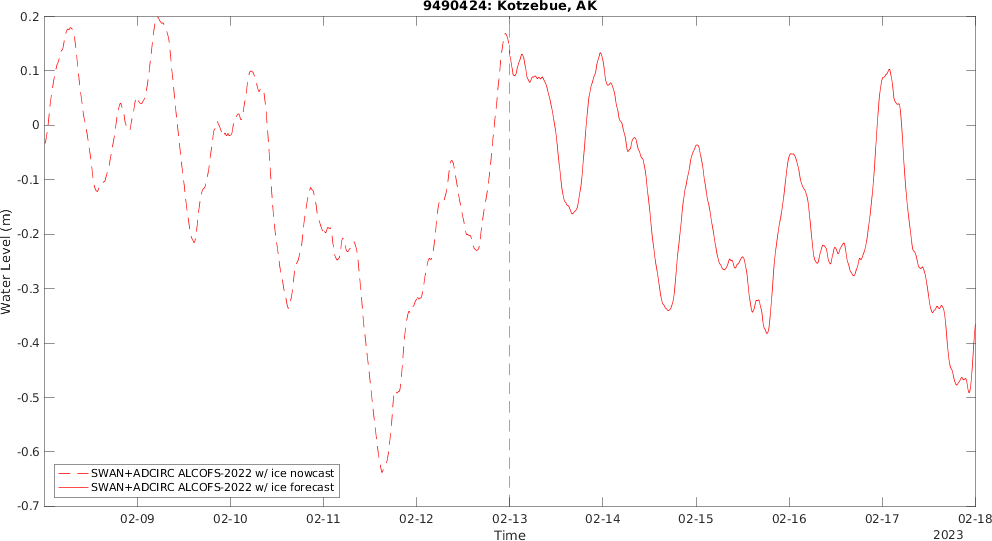 9490424: Kotzebue, AK
Water Level (m)
0.2
0.1
0
-0.1
-0.2
-0.3
-0.4
-0.5
-0.6
-0.7
SWAN+ADCIRC ALCOFS-2022 w/ ice nowcast
SWAN+ADCIRC ALCOFS-2022 w/ ice forecast
02-09 02-10 02-11 02-12 02-13 02-14 02-15 02-16 02-17 02-18
Time
2023